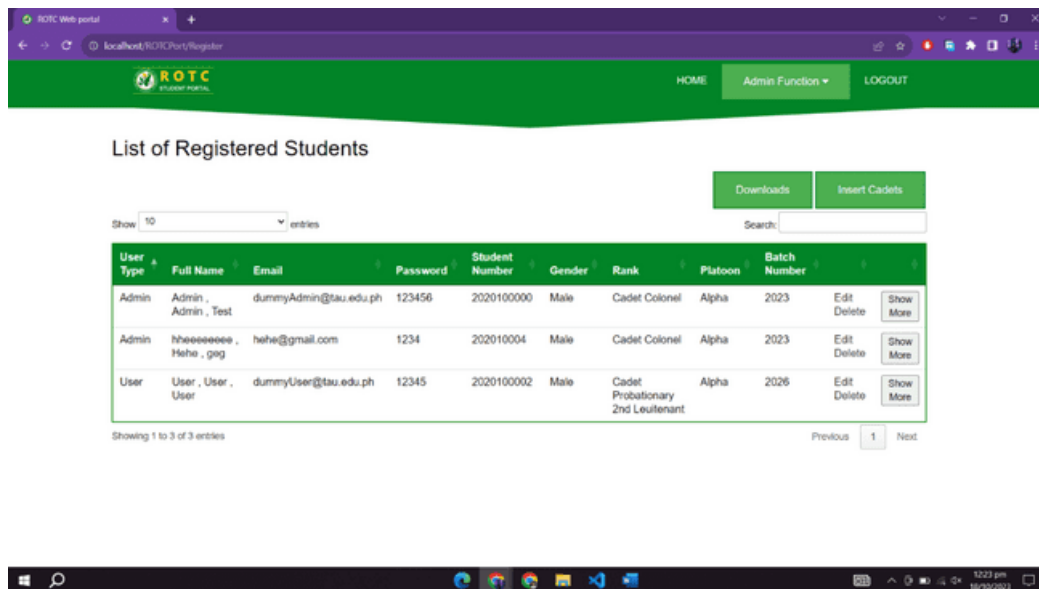 ROTC Web portal
localhost/ROTCPort/Register
ROTC
STUDENT PORTAL
HOME Admin Function LOGOUT
List of Registered Students
Downloads Insert Cadets
Show 10 entries Search:
User Type Full Name Email Password Student Number Gender Rank Platoon Batch Number
Admin Admin , Admin , Test dummyAdmin@tau.edu.ph 123456 2020100000 Male Cadet Colonel Alpha 2023 Edit Delete Show More
Admin hheeeeeeee , Hehe , geg hehe@gmail.com 1234 202010004 Male Cadet Colonel Alpha 2023 Edit Delete Show More
User User , User , User dummyUser@tau.edu.ph 12345 2020100002 Male Cadet Probationary 2nd Leuitenant Alpha 2026 Edit Delete Show More
Showing 1 to 3 of 3 entries Previous 1 Next
12:23 pm
18/10/2023